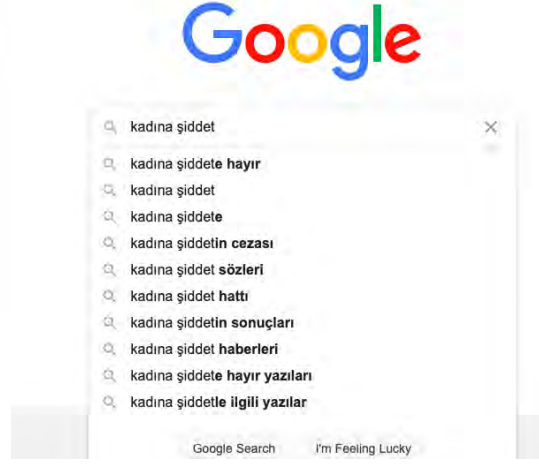 Google
kadına şiddet
kadına şiddete hayır
kadına şiddet
kadına şiddete
kadına şiddetin cezası
kadına şiddet sözleri
kadına şiddet hattı
kadına şiddetin sonuçları
kadına şiddet haberleri
kadına şiddete hayır yazıları
kadına şiddetle ilgili yazılar
Google Search I'm Feeling Lucky